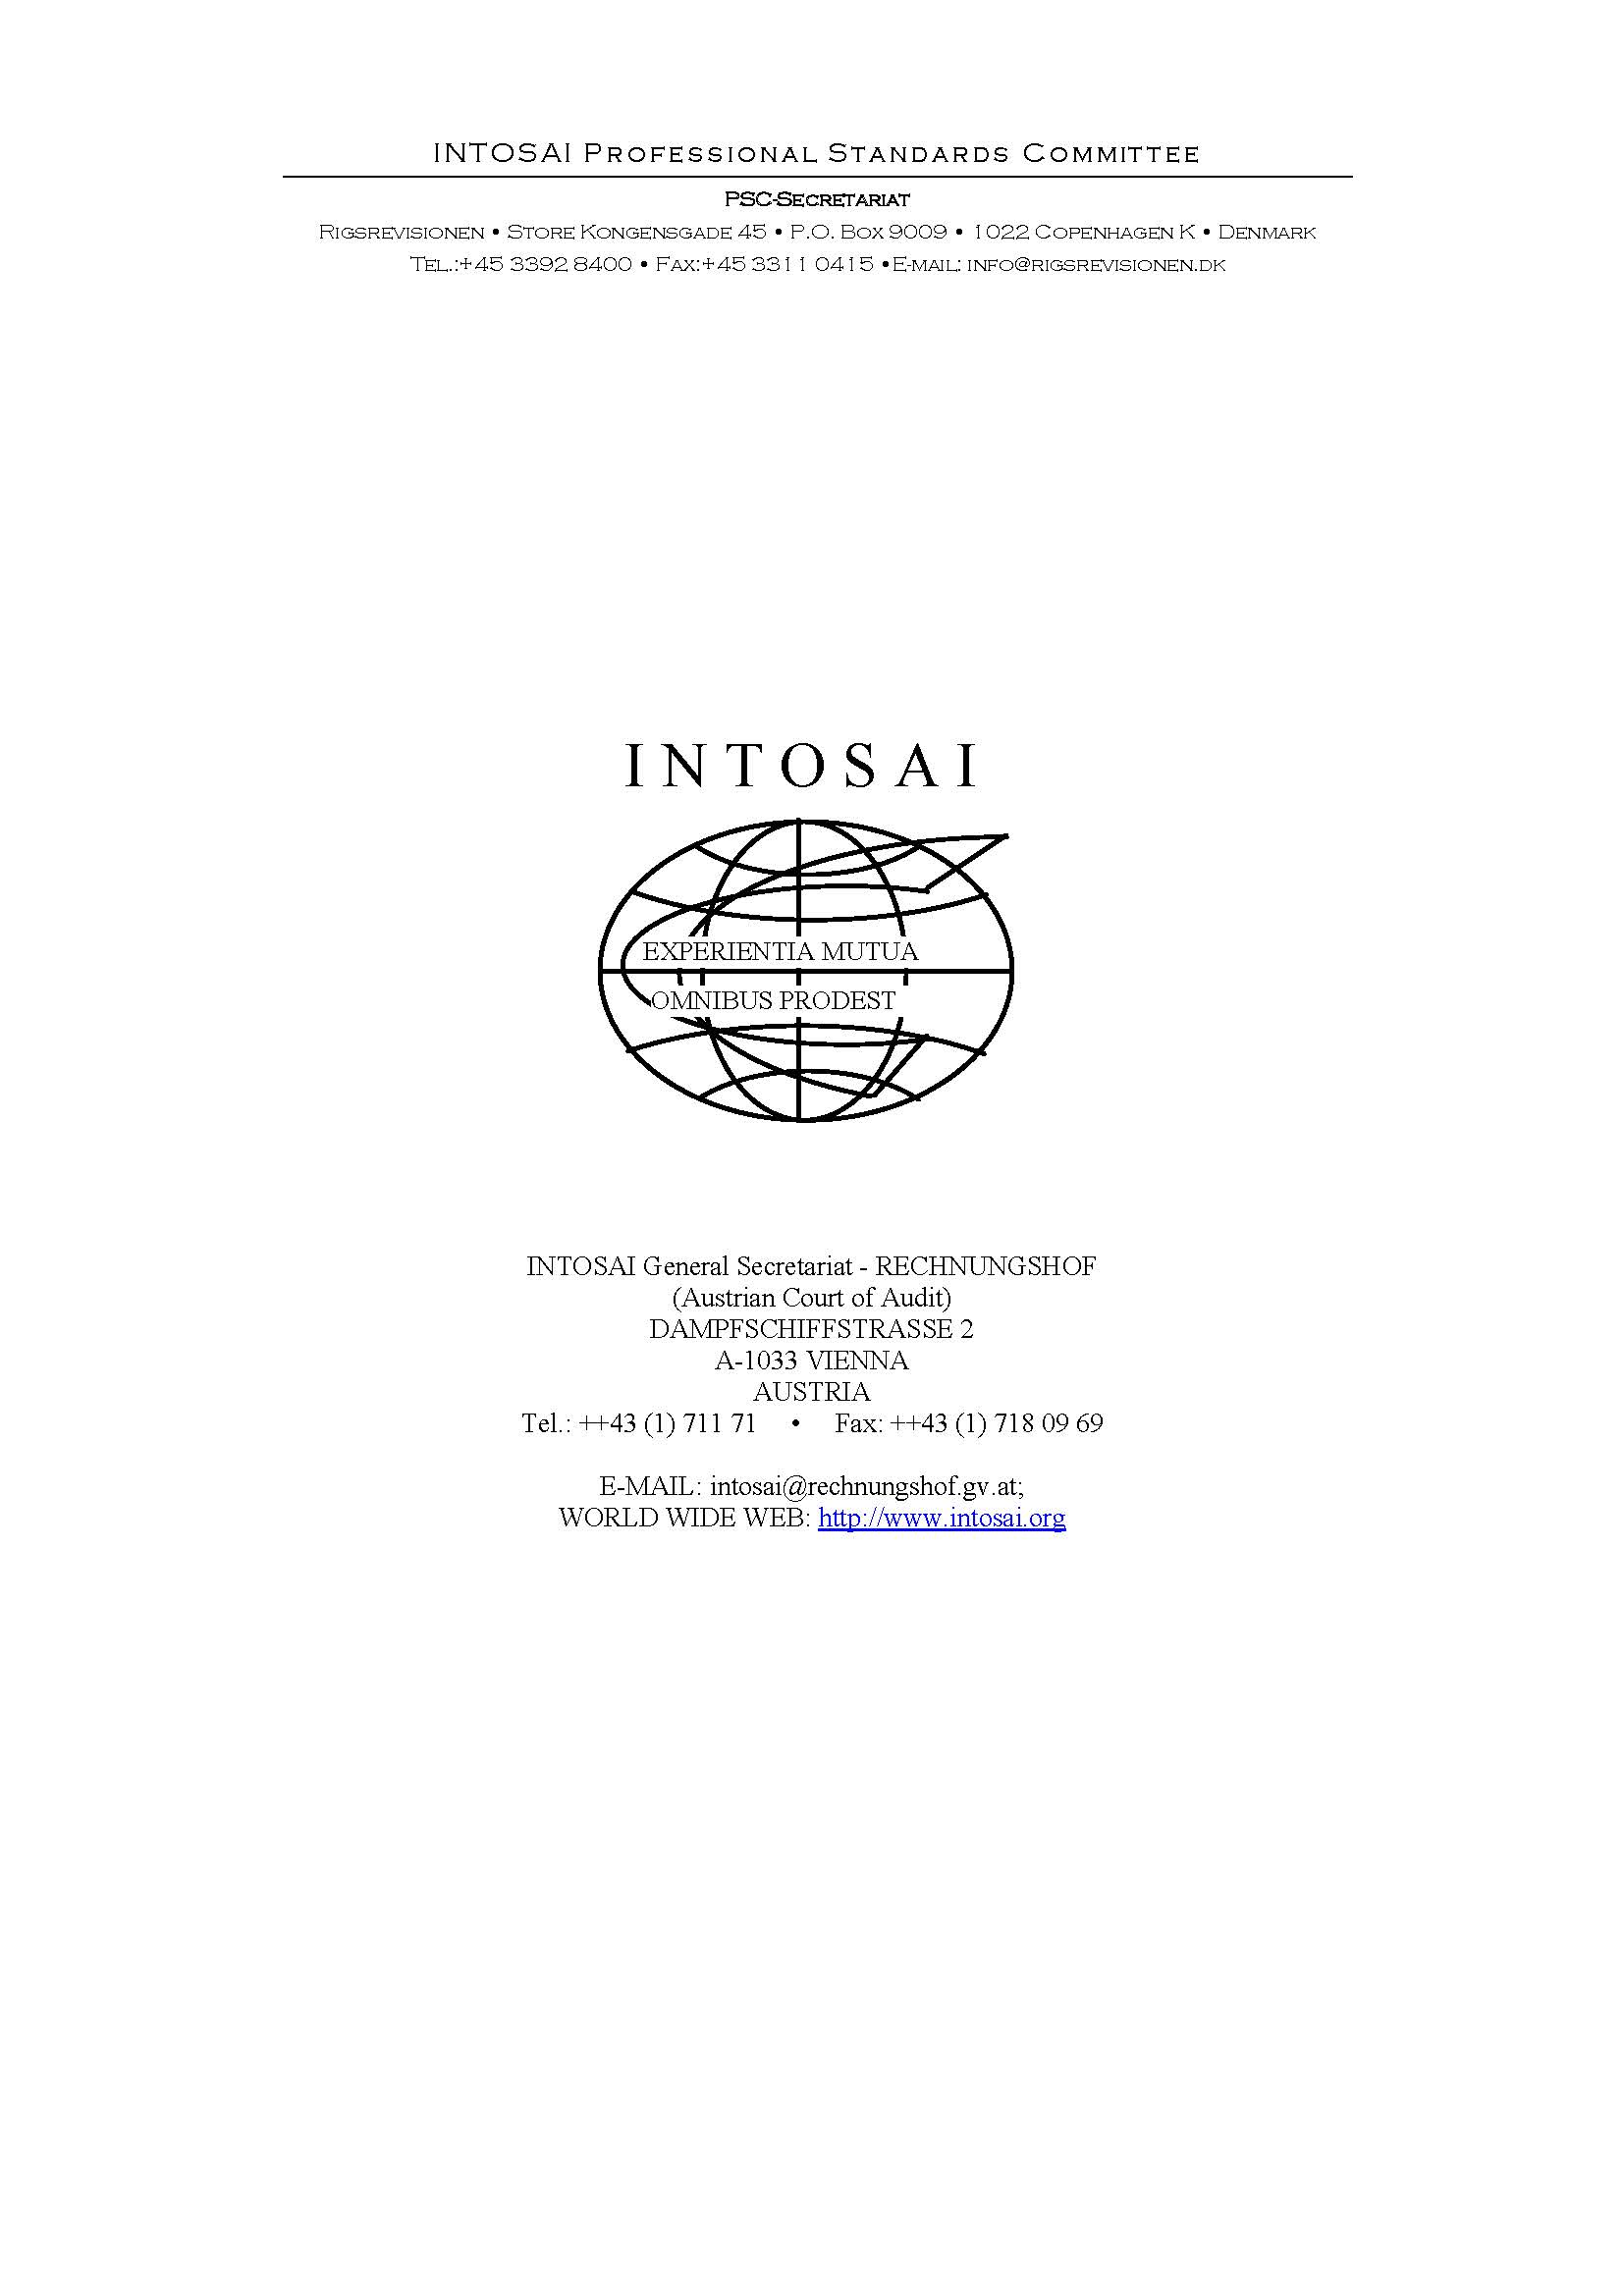 INTOSAI Professional Standards Committee
PSC-Secretariat
Rigsrevisionen • Store Kongensgade 45 • P.O. Box 9009 • 1022 Copenhagen K • Denmark
Tel.:+45 3392 8400 • Fax:+45 3311 0415 •E-mail: info@rigsrevisionen.dk
INTOSAI
EXPERIENTIA MUTUA
OMNIBUS PRODEST
INTOSAI General Secretariat - RECHNUNGSHOF
(Austrian Court of Audit)
DAMPFSCHIFFSTRASSE 2
A-1033 VIENNA
AUSTRIA
Tel.: ++43 (1) 711 71 • Fax: ++43 (1) 718 09 69
E-MAIL: intosai@rechnungshof.gv.at;
WORLD WIDE WEB: http://www.intosai.org